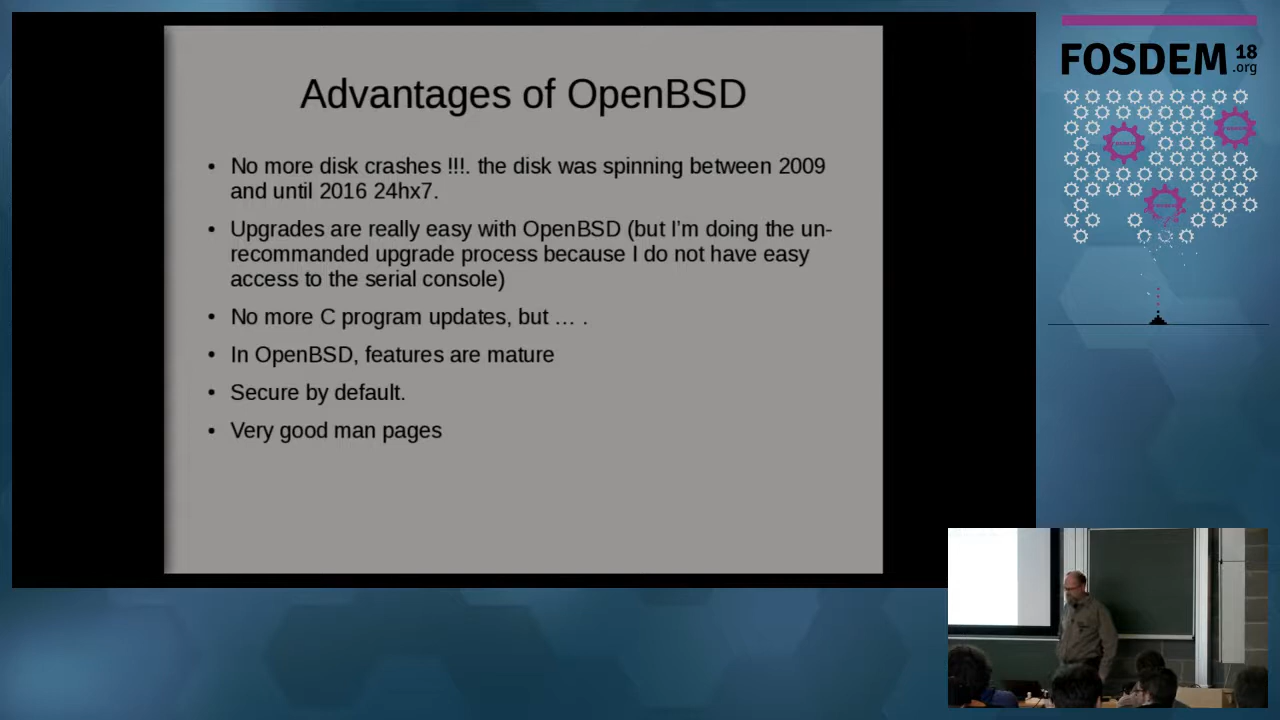 Advantages of OpenBSD
• No more disk crashes !!!. the disk was spinning between 2009
and until 2016 24hx7.
• Upgrades are really easy with OpenBSD (but I'm doing the un-
recommanded upgrade process because I do not have easy
access to the serial console)
• No more C program updates, but … .
• In OpenBSD, features are mature
• Secure by default.
• Very good man pages
FOSDEM 18
.org